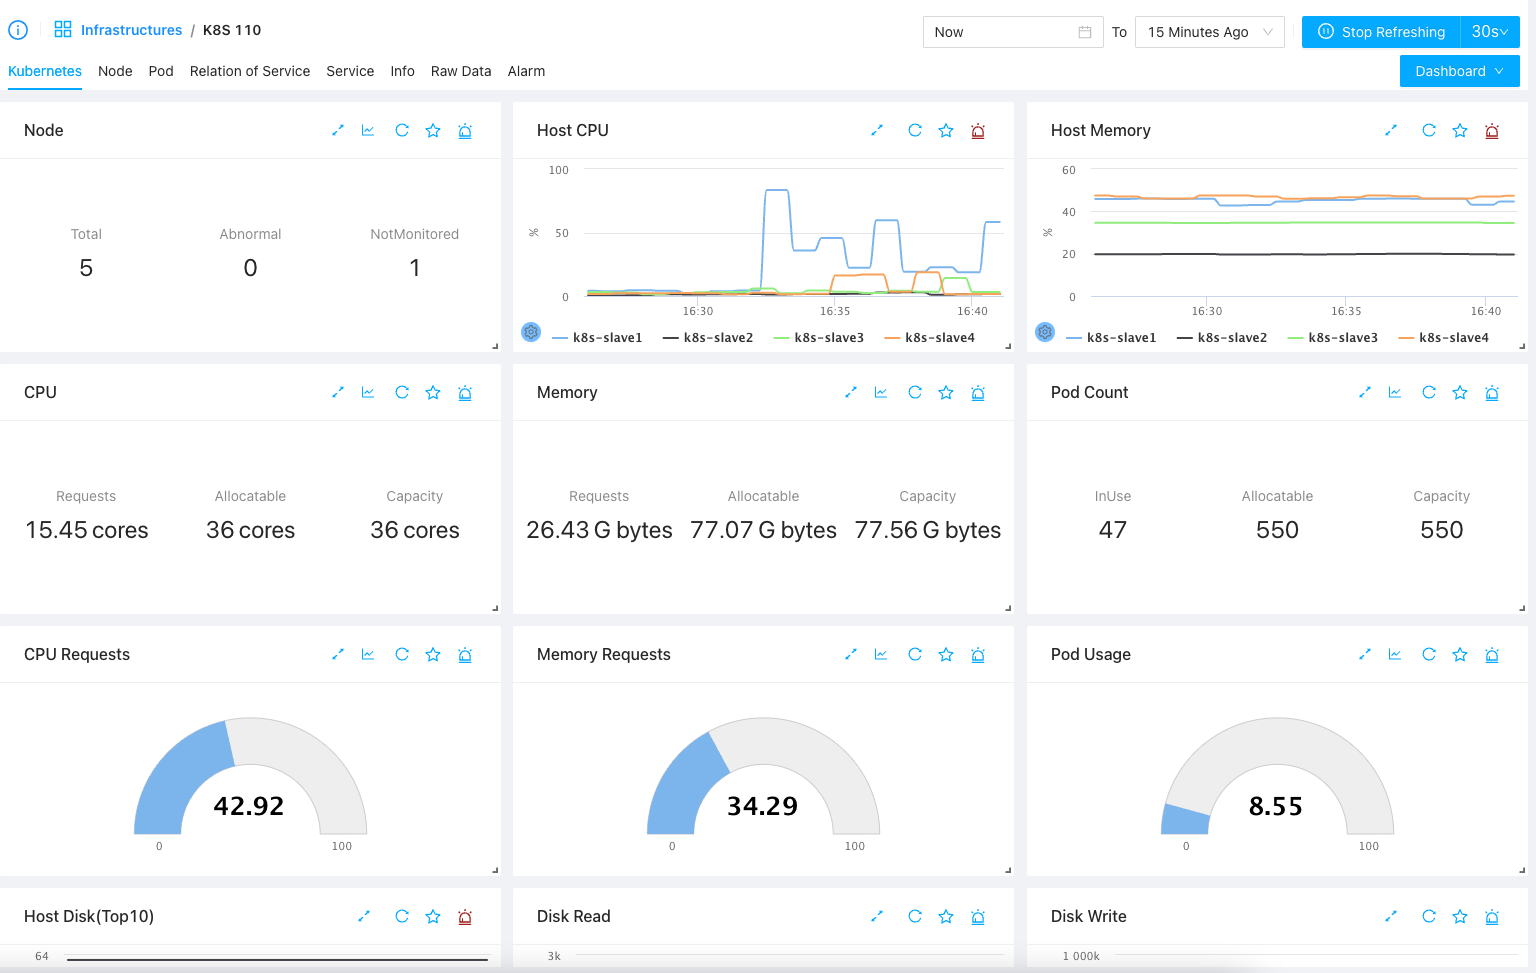 Infrastructures / K8S 110
Now To 15 Minutes Ago Stop Refreshing 30s
Kubernetes Node Pod Relation of Service Service Info Raw Data Alarm Dashboard
Node
Total Abnormal NotMonitored
5 0 1
Host CPU
100
50
%
0
16:30 16:35 16:40
k8s-slave1 k8s-slave2 k8s-slave3 k8s-slave4
Host Memory
60
40
%
20
0
16:30 16:35 16:40
k8s-slave1 k8s-slave2 k8s-slave3 k8s-slave4
CPU
Requests Allocatable Capacity
15.45 cores 36 cores 36 cores
Memory
Requests Allocatable Capacity
26.43 G bytes 77.07 G bytes 77.56 G bytes
Pod Count
InUse Allocatable Capacity
47 550 550
CPU Requests
42.92
0 100
Memory Requests
34.29
0 100
Pod Usage
8.55
0 100
Host Disk(Top10)
64
Disk Read
3k
Disk Write
1 000k